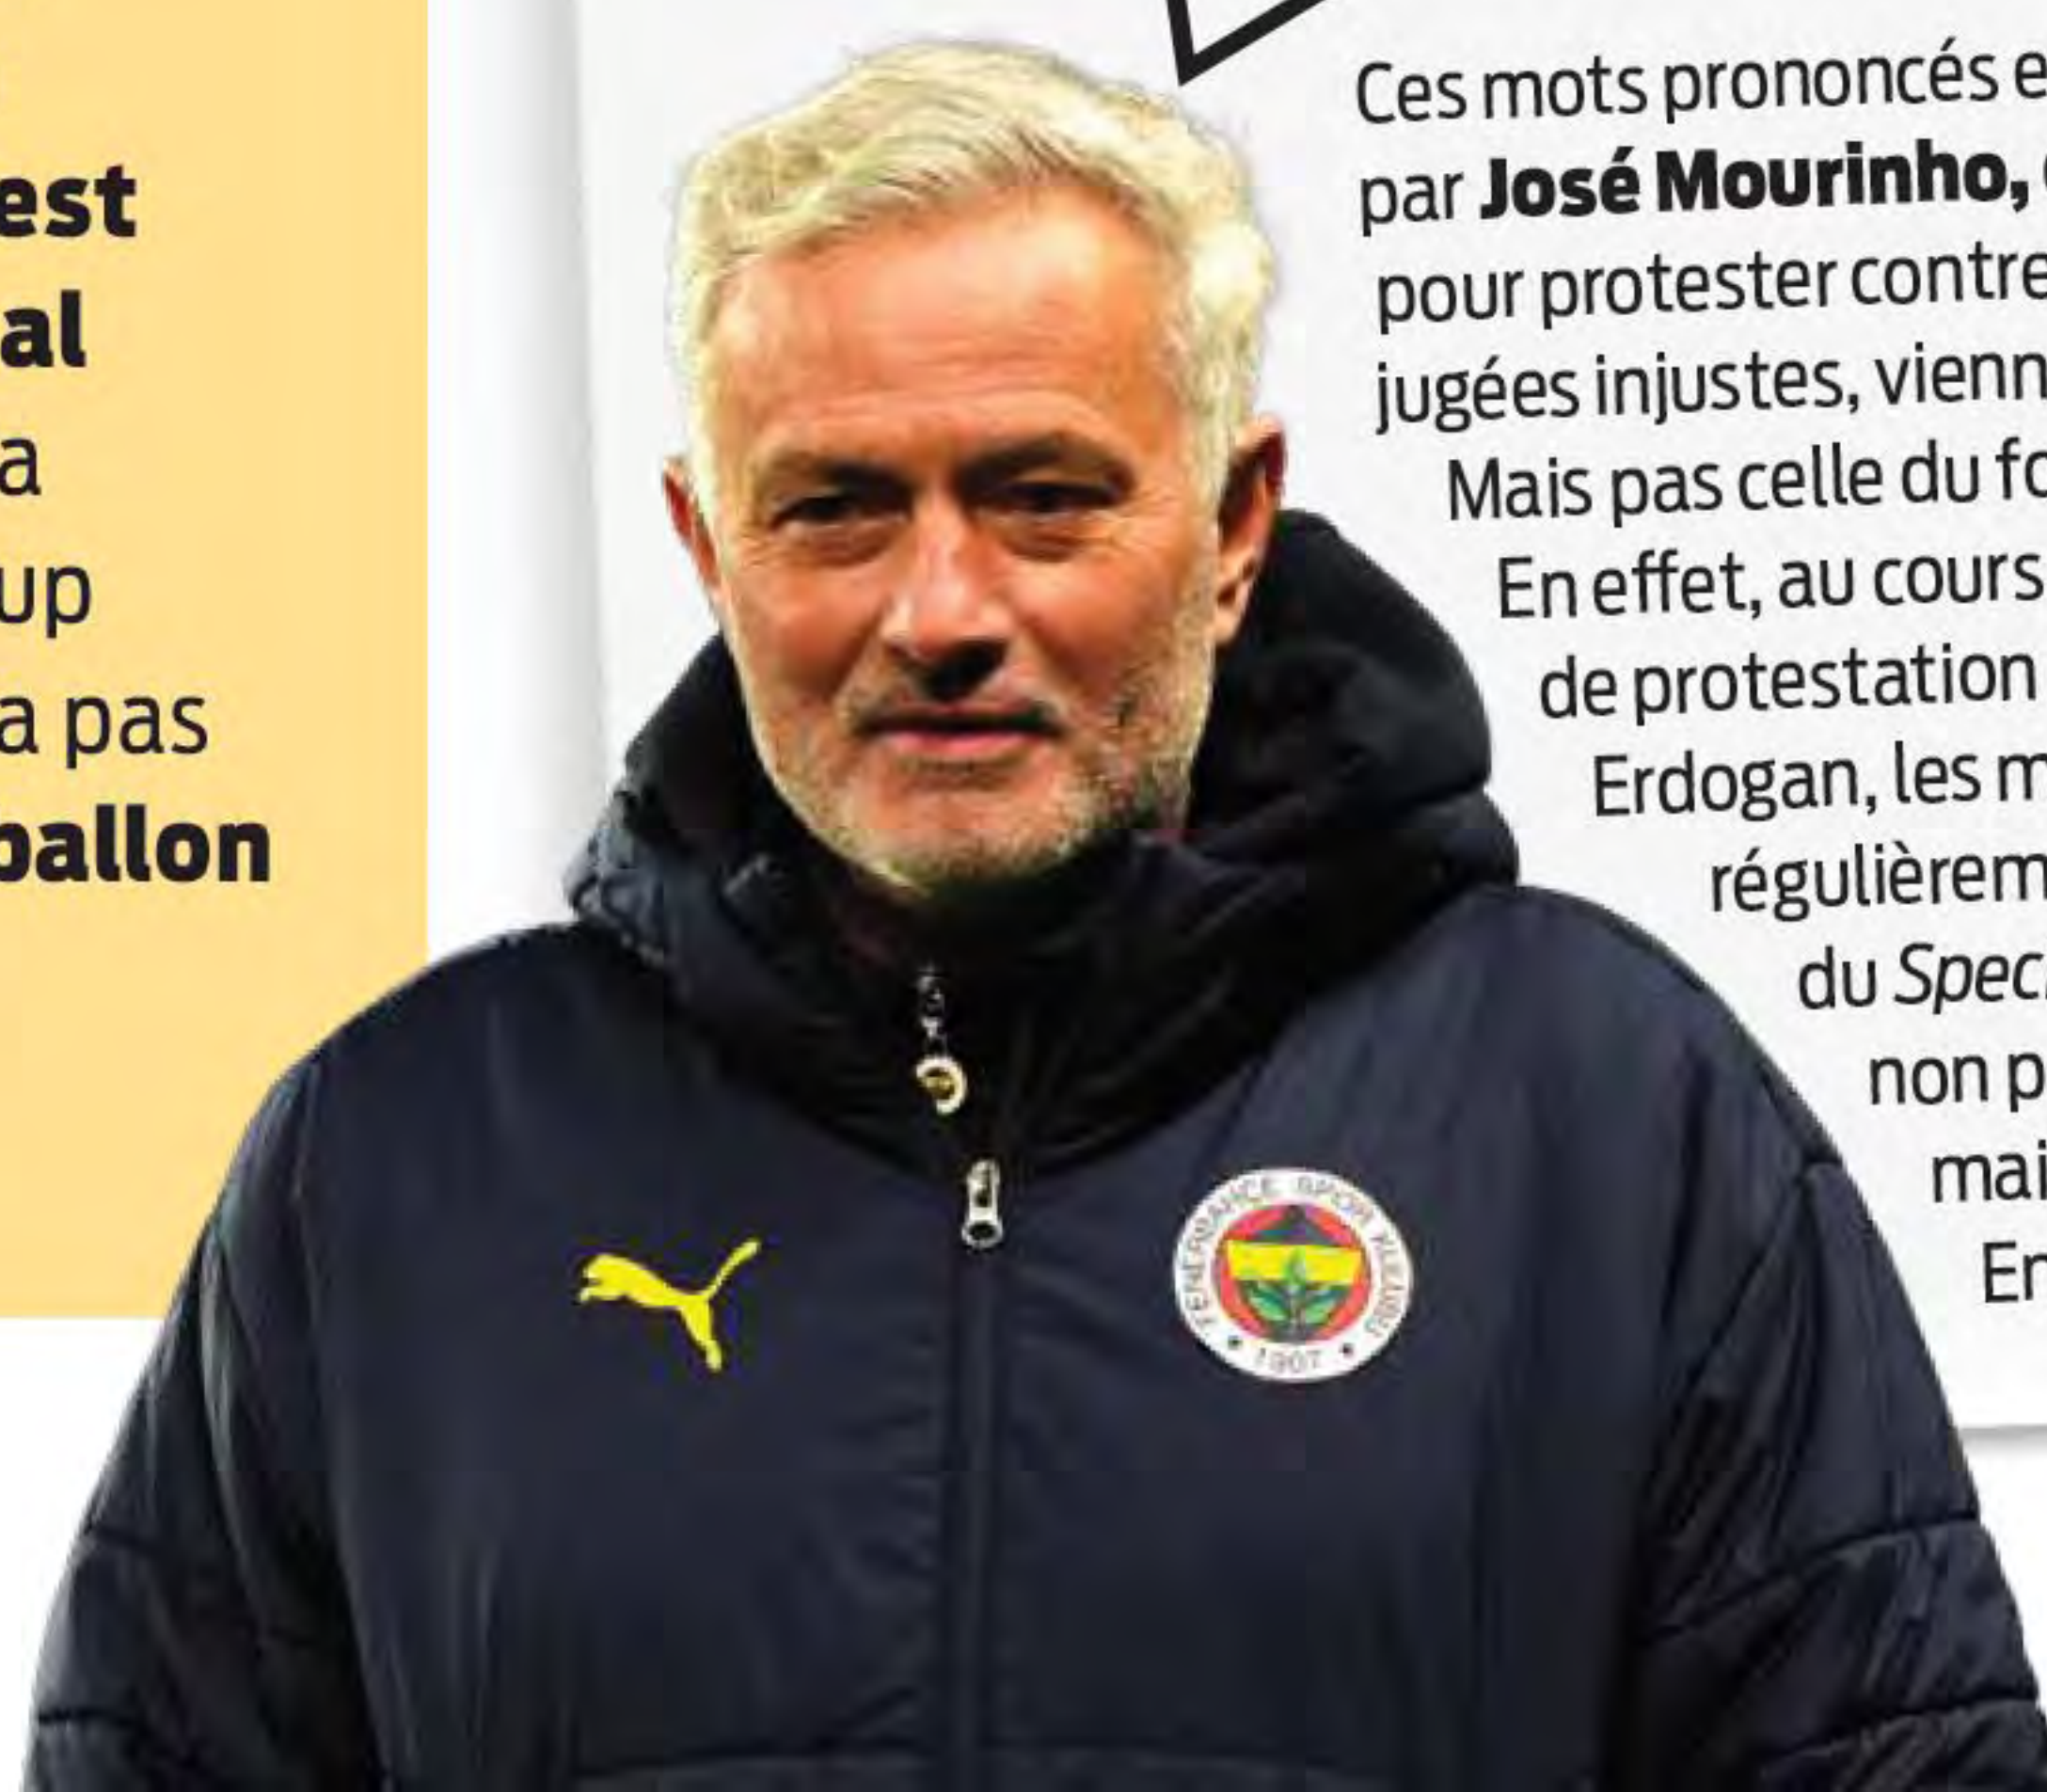 est
al
a
up
a pas
ballon
Ces mots prononcés e
par José Mourinho,
pour protester contre
jugées injustes, vienn
Mais pas celle du fo
En effet, au cours
de protestation
Erdogan, les m
régulièrem
du Speci
non p
mai
En
FENERBAHÇE SPOR KULÜBÜ
1907